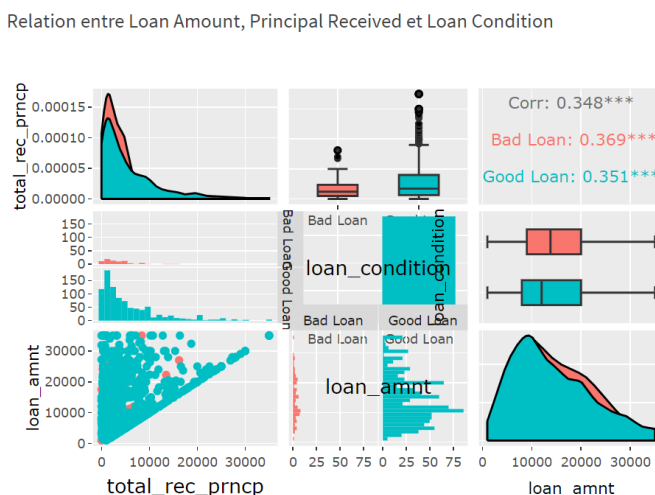 Relation entre Loan Amount, Principal Received et Loan Condition
total_rec_prncp
0.00015
0.00010
0.00005
0.00000
Corr: 0.348***
Bad Loan: 0.369***
Good Loan: 0.351***
150
100
50
0
150
100
50
0
Bad Loan
Good Loan
Bad Loan
Good Loan
loan_condition
loan_condition
Bad Loan
Good Loan
loan_amnt
30000
20000
10000
0
Bad Loan
Good Loan
loan_amnt
0 10000 20000 30000
0 25 50 75 0 25 50 75
0 10000 20000 30000
total_rec_prncp
loan_amnt